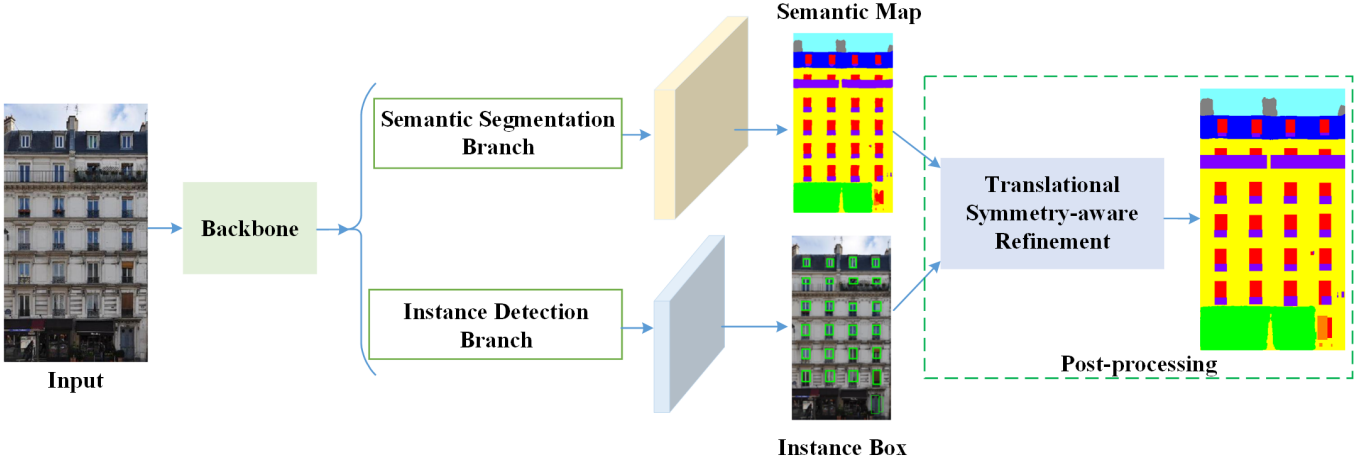 Semantic Map
Semantic Segmentation
Branch
Backbone
Translational
Symmetry-aware
Refinement
Instance Detection
Branch
Input
Post-processing
Instance Box